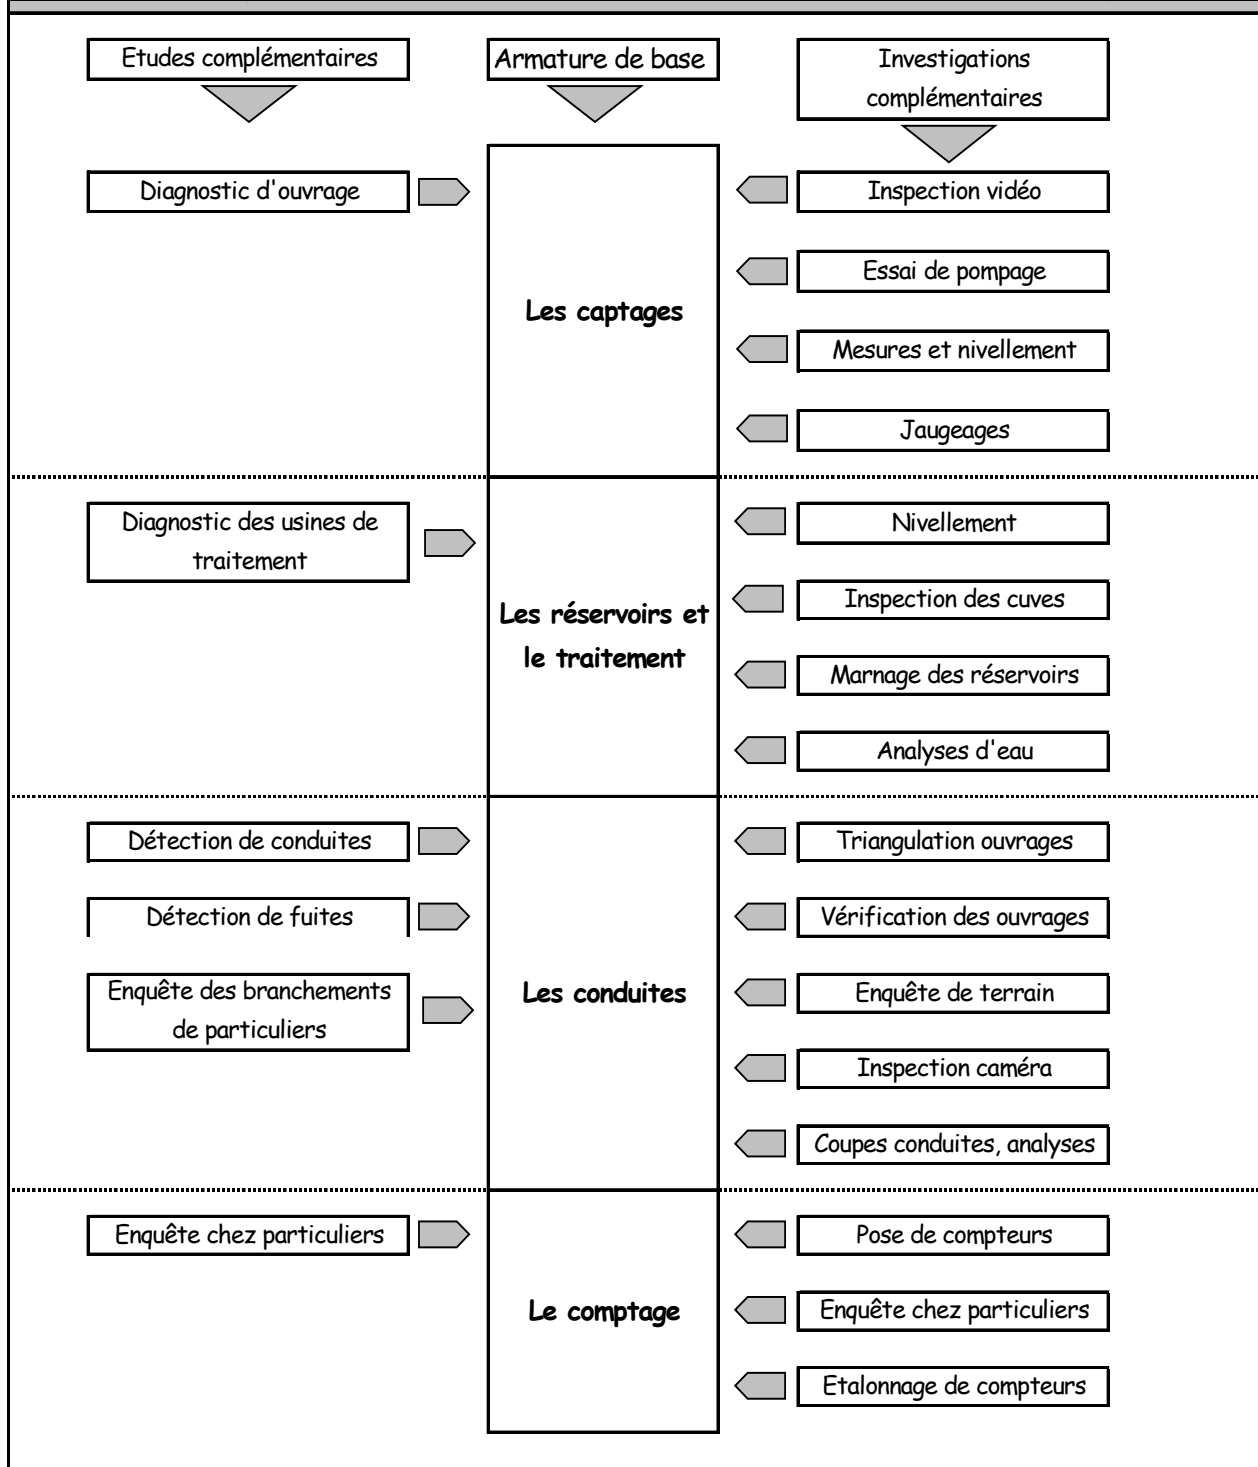 Etudes complémentaires
Armature de base
Investigations
complémentaires
Diagnostic d'ouvrage
Les captages
Inspection vidéo
Essai de pompage
Mesures et nivellement
Jaugeages
Diagnostic des usines de
traitement
Les réservoirs et
le traitement
Nivellement
Inspection des cuves
Marnage des réservoirs
Analyses d'eau
Détection de conduites
Détection de fuites
Enquête des branchements
de particuliers
Les conduites
Triangulation ouvrages
Vérification des ouvrages
Enquête de terrain
Inspection caméra
Coupes conduites, analyses
Enquête chez particuliers
Le comptage
Pose de compteurs
Enquête chez particuliers
Etalonnage de compteurs